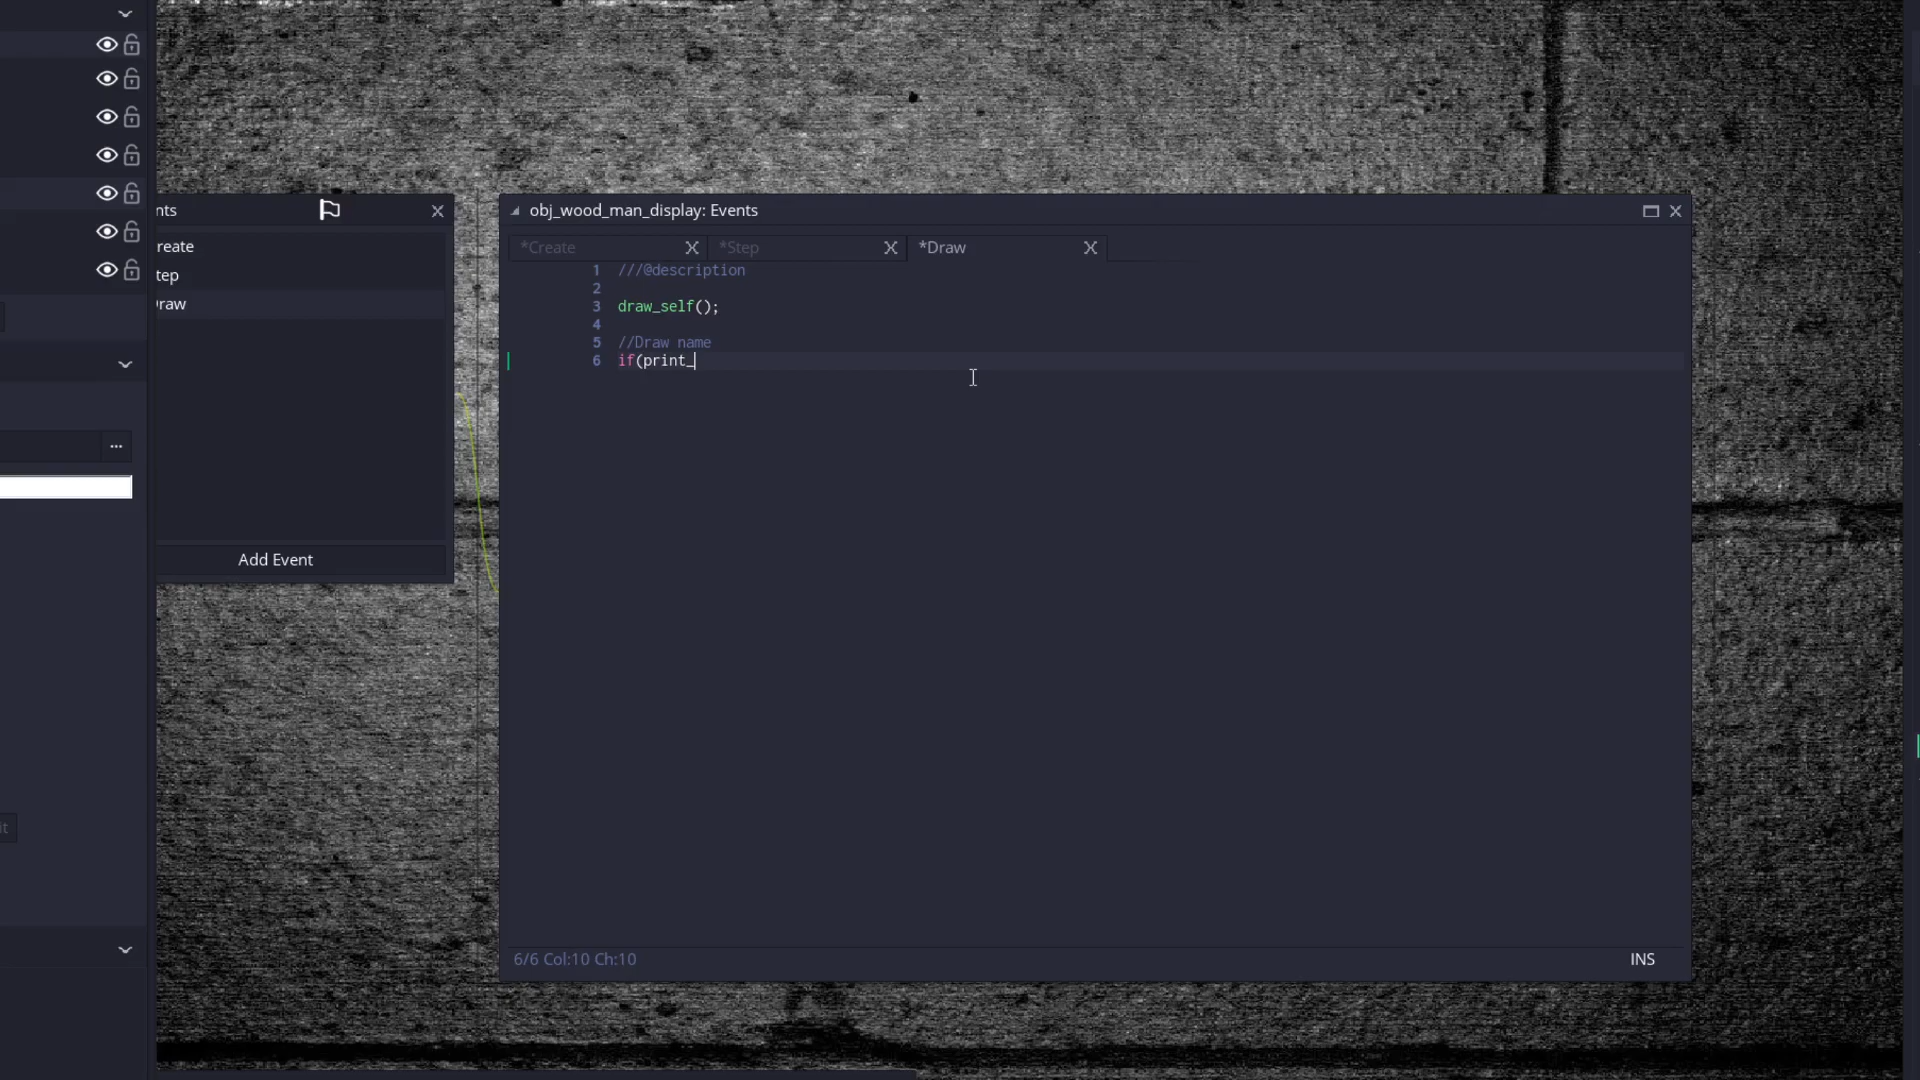 nts
reate
tep
raw
Add Event
it
obj_wood_man_display: Events
*Create
*Step
*Draw
1 ///@description
2
3 draw_self();
4
5 //Draw name
6 if(print_
6/6 Col:10 Ch:10
INS